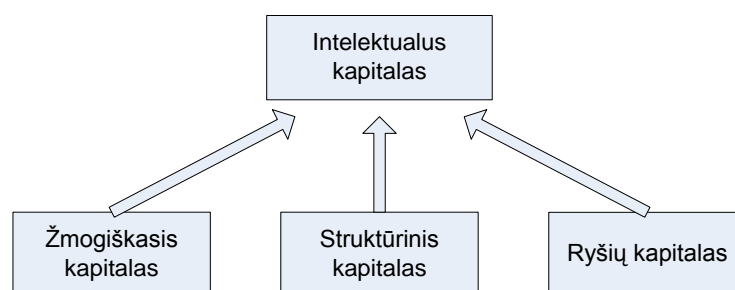 Intelektualus
kapitalas
Žmogiškasis
kapitalas
Struktūrinis
kapitalas
Ryšių kapitalas